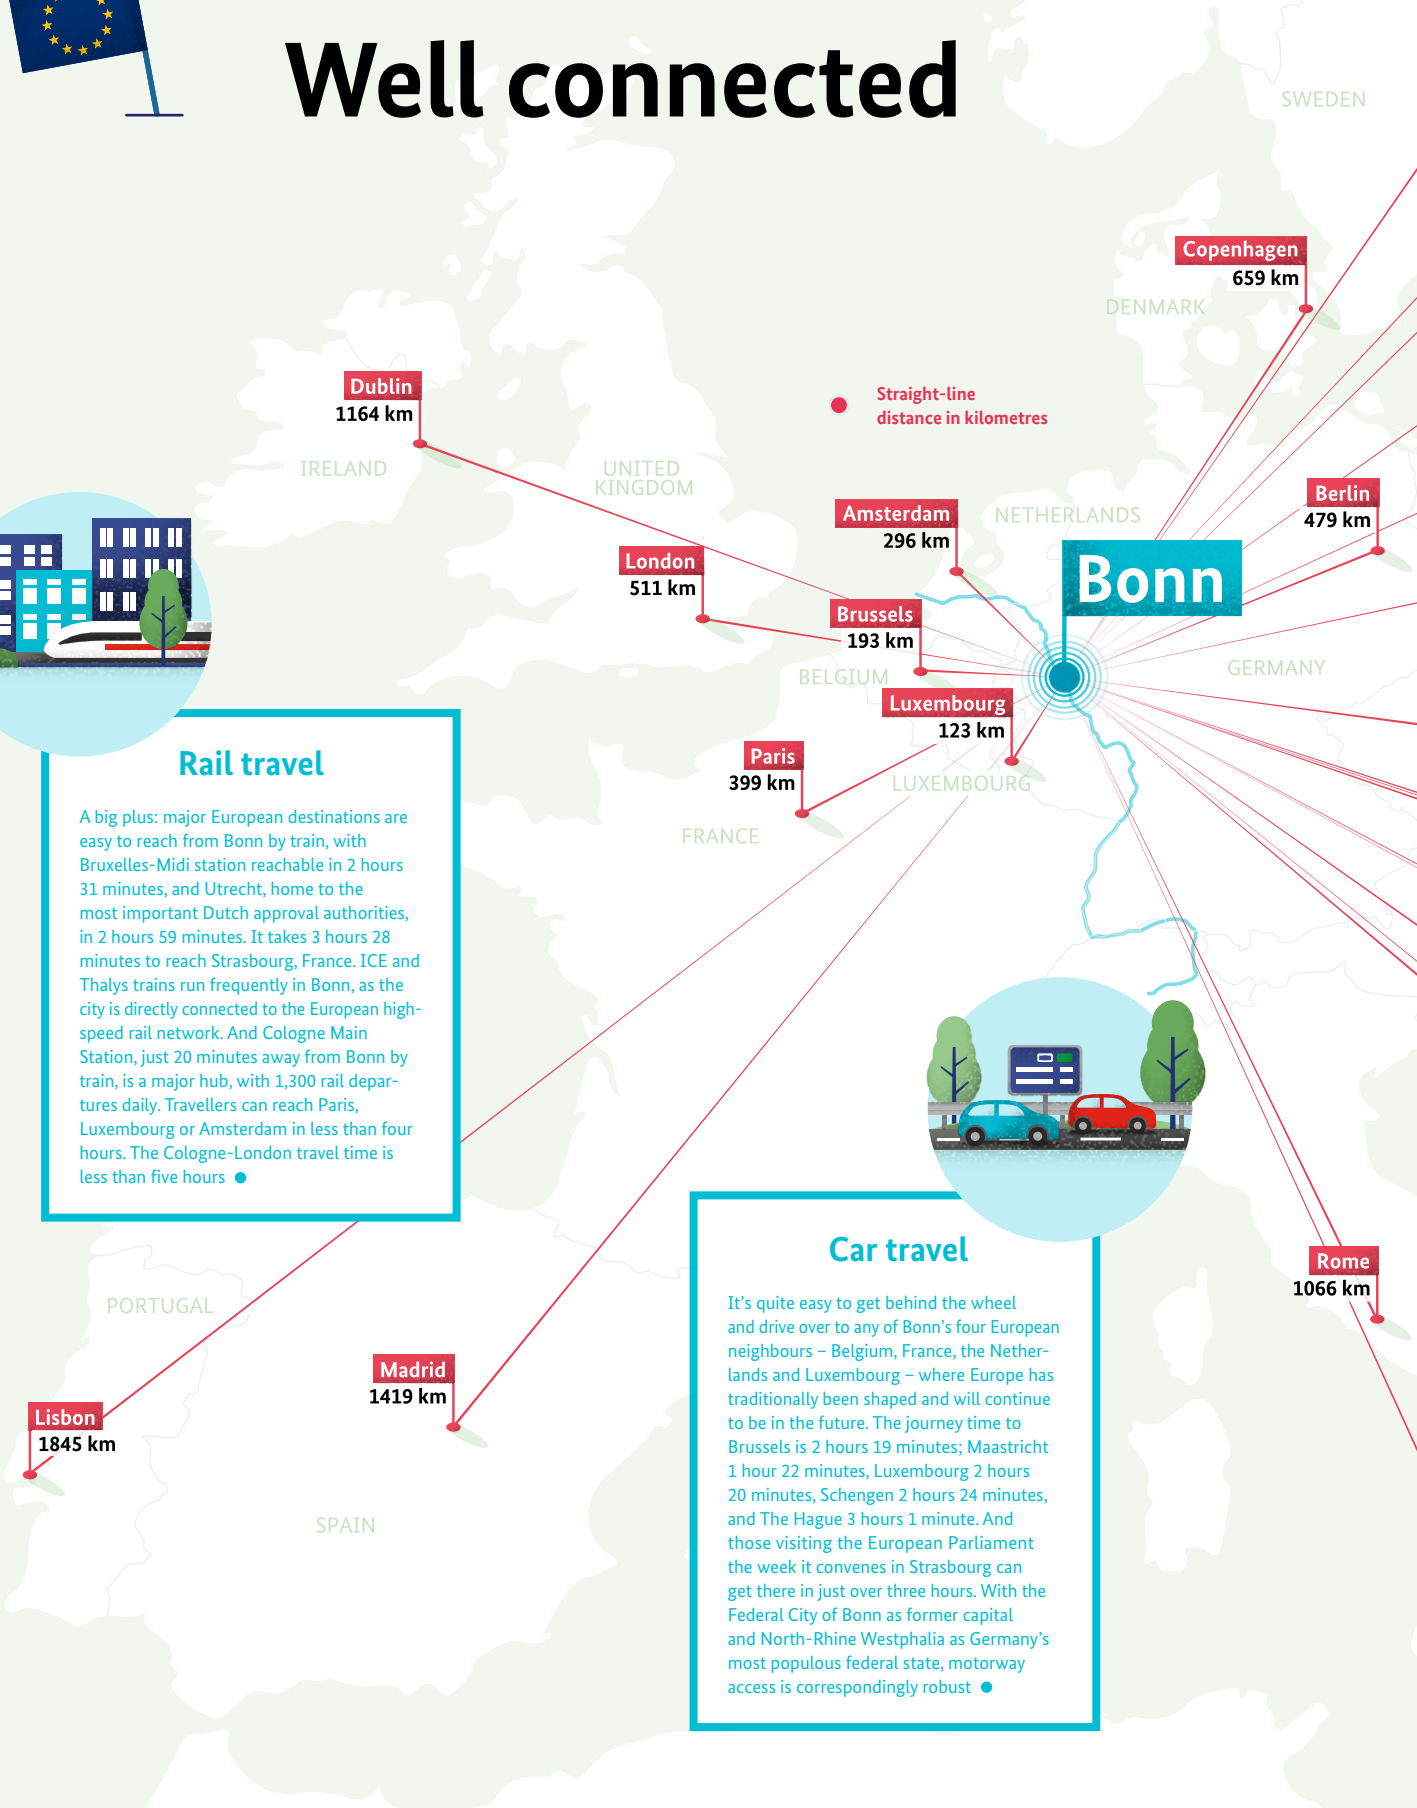 Well connected
SWEDEN
Copenhagen
659 km
DENMARK
Dublin
1164 km
Straight-line
distance in kilometres
IRELAND
UNITED
KINGDOM
Berlin
479 km
Amsterdam
296 km
NETHERLANDS
London
511 km
Bonn
Brussels
193 km
BELGIUM
GERMANY
Luxembourg
123 km
Paris
399 km
LUXEMBOURG
FRANCE
Rail travel
A big plus: major European destinations are
easy to reach from Bonn by train, with
Bruxelles-Midi station reachable in 2 hours
31 minutes, and Utrecht, home to the
most important Dutch approval authorities,
in 2 hours 59 minutes. It takes 3 hours 28
minutes to reach Strasbourg, France. ICE and
Thalys trains run frequently in Bonn, as the
city is directly connected to the European high-
speed rail network. And Cologne Main
Station, just 20 minutes away from Bonn by
train, is a major hub, with 1,300 rail depar-
tures daily. Travellers can reach Paris,
Luxembourg or Amsterdam in less than four
hours. The Cologne-London travel time is
less than five hours
Car travel
It's quite easy to get behind the wheel
and drive over to any of Bonn's four European
neighbours – Belgium, France, the Nether-
lands and Luxembourg – where Europe has
traditionally been shaped and will continue
to be in the future. The journey time to
Brussels is 2 hours 19 minutes; Maastricht
1 hour 22 minutes, Luxembourg 2 hours
20 minutes, Schengen 2 hours 24 minutes,
and The Hague 3 hours 1 minute. And
those visiting the European Parliament
the week it convenes in Strasbourg can
get there in just over three hours. With the
Federal City of Bonn as former capital
and North-Rhine Westphalia as Germany's
most populous federal state, motorway
access is correspondingly robust
Rome
1066 km
PORTUGAL
Madrid
1419 km
Lisbon
1845 km
SPAIN